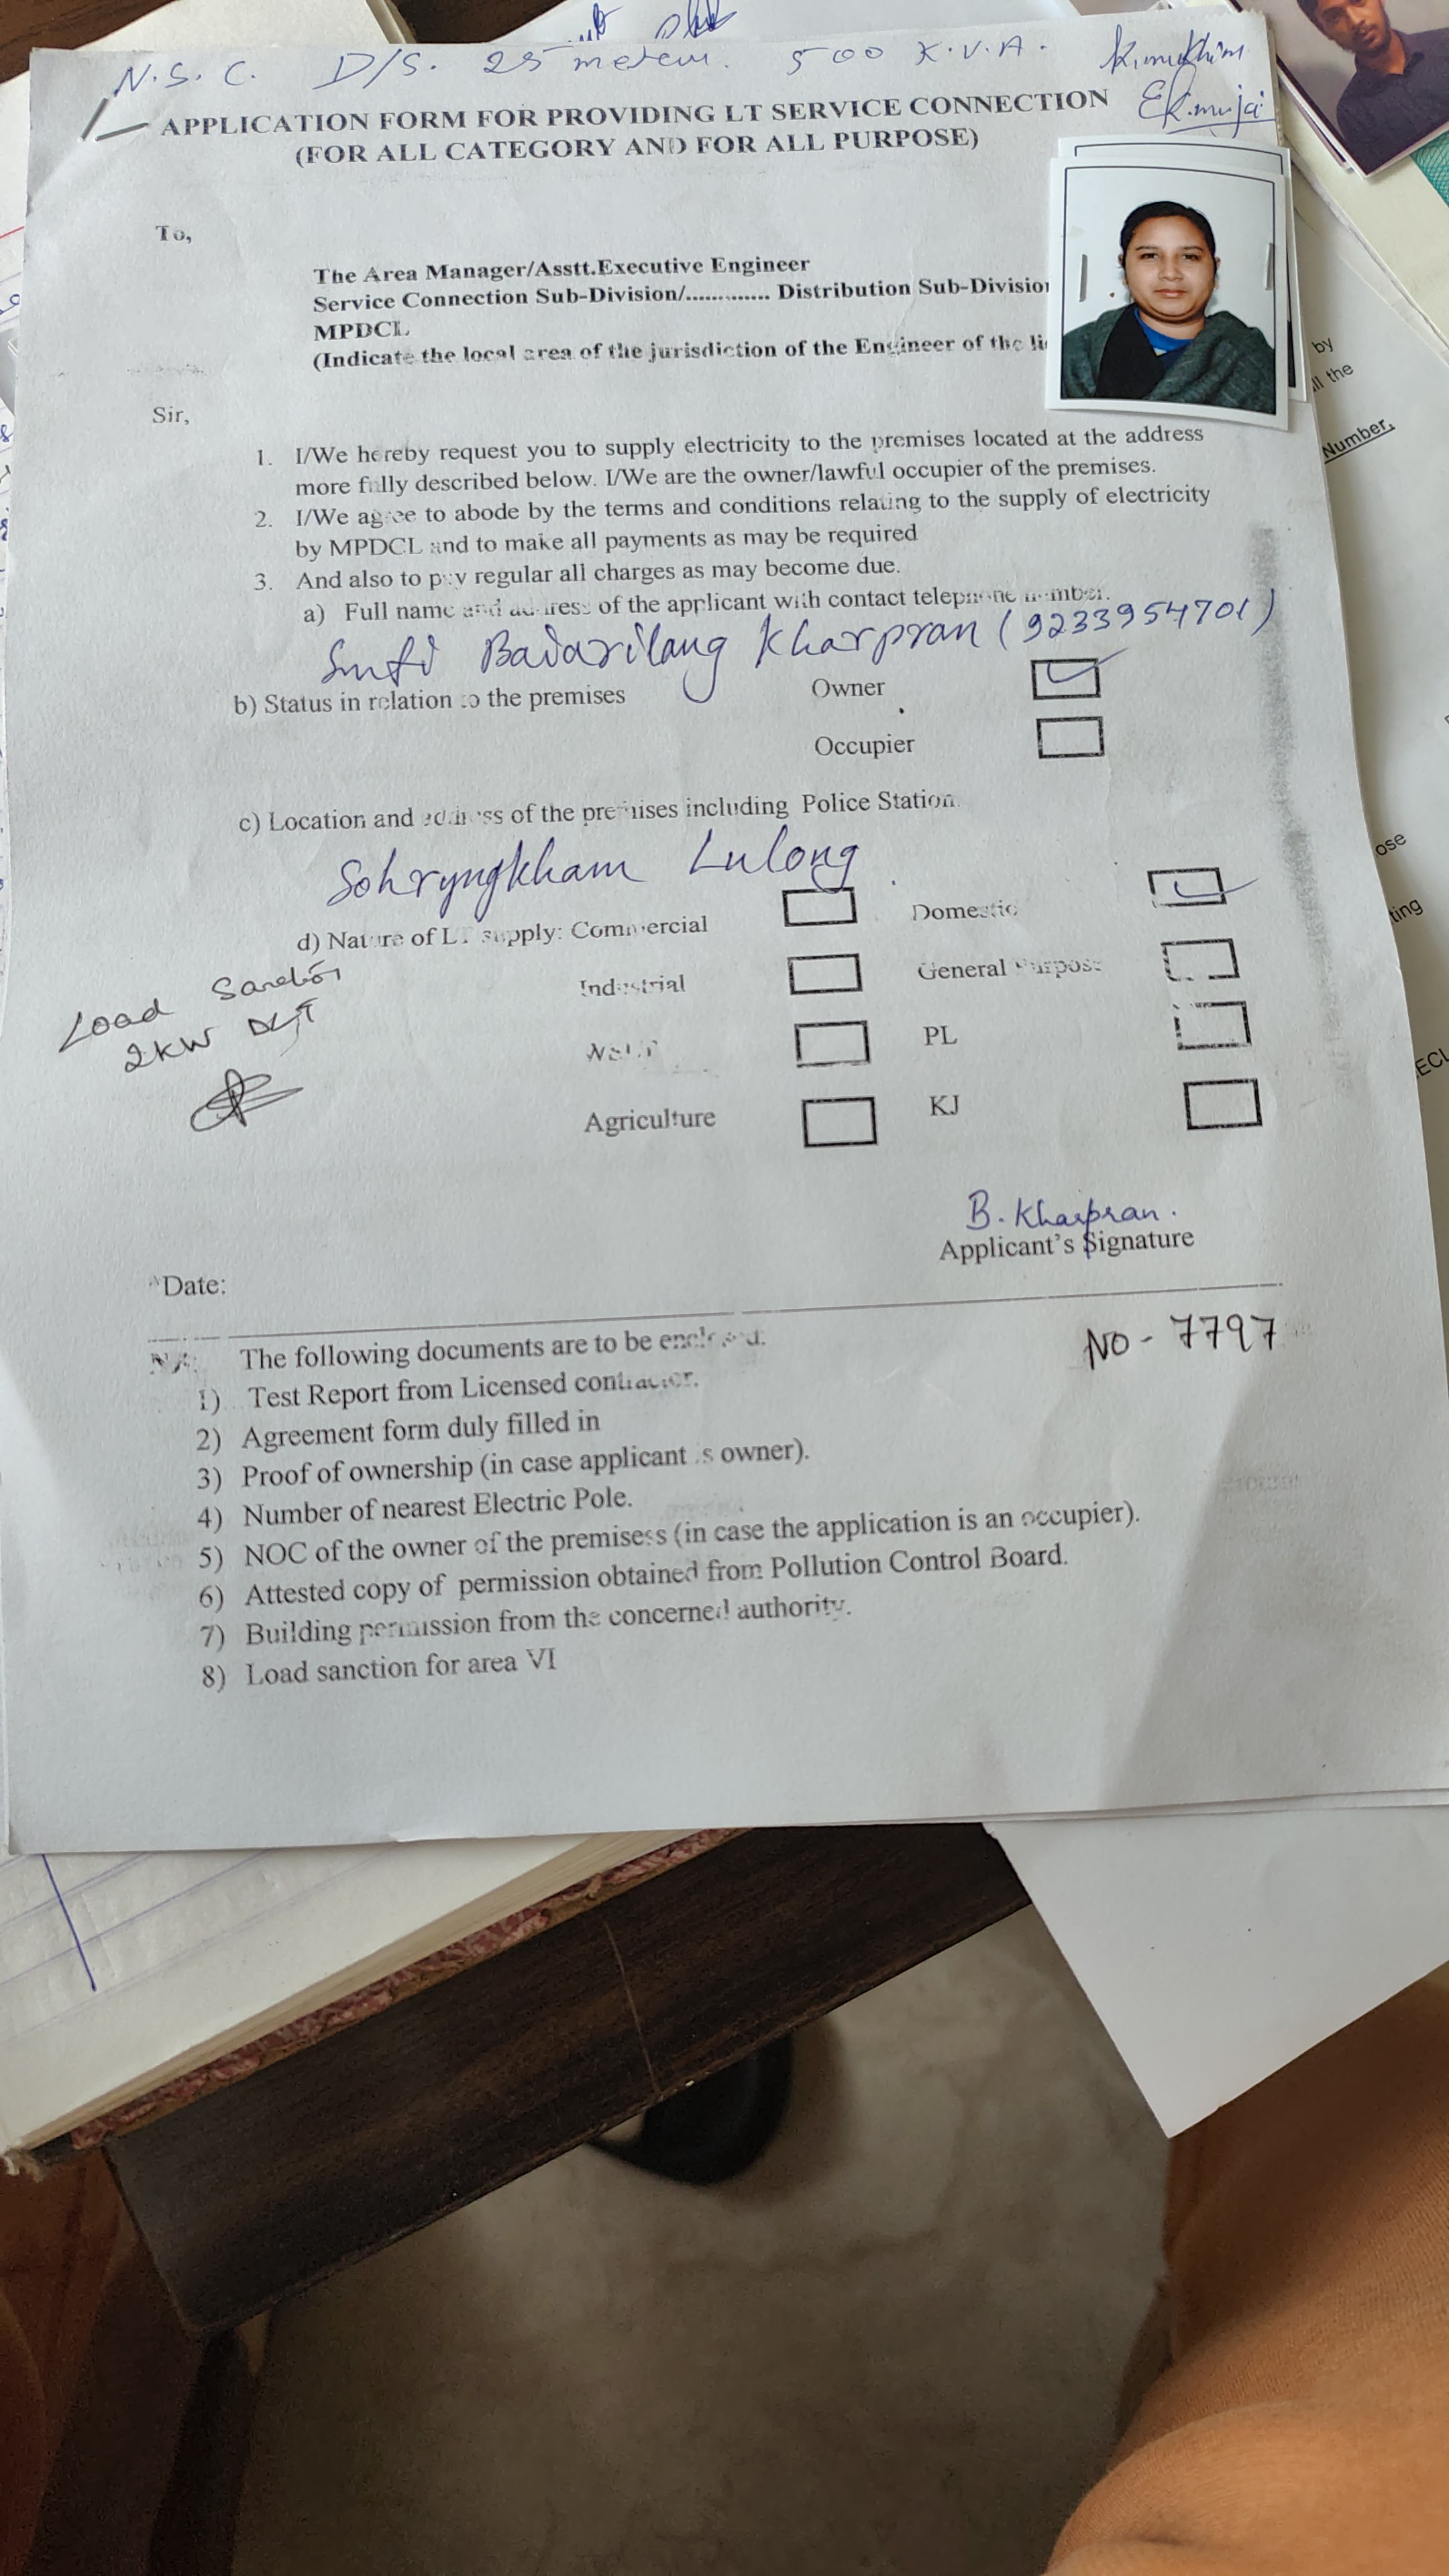 N.S.C. D/S. 25 meter. 500 K.V.A.
APPLICATION FORM FOR PROVIDING LT SERVICE CONNECTION
(FOR ALL CATEGORY AND FOR ALL PURPOSE)
To,
The Area Manager/Asstt.Executive Engineer
Service Connection Sub-Division/............. Distribution Sub-Division
MPDCL
(Indicate the local area of the jurisdiction of the Engineer of the li
Sir,
1. I/We hereby request you to supply electricity to the premises located at the address
more fully described below. I/We are the owner/lawful occupier of the premises.
2. I/We agree to abode by the terms and conditions relating to the supply of electricity
by MPDCL and to make all payments as may be required
3. And also to pay regular all charges as may become due.
a) Full name and address of the applicant with contact telephone number.
Smti Badarilang Kharpran (9233954701)
b) Status in relation to the premises Owner
Occupier
c) Location and address of the premises including Police Station.
Sohryngkham Lulong
d) Nature of LT supply: Commercial Domestic
Industrial General Purpose
PL
Agriculture KJ
Load Sanction
2KW DLT
B. Kharpran.
Applicant's Signature
Date:
NO - 7797
The following documents are to be enclosed:
1) Test Report from Licensed contractor.
2) Agreement form duly filled in
3) Proof of ownership (in case applicant is owner).
4) Number of nearest Electric Pole.
5) NOC of the owner of the premisess (in case the application is an occupier).
6) Attested copy of permission obtained from Pollution Control Board.
7) Building permission from the concerned authority.
8) Load sanction for area VI
by
ll the
Number,
ose
ting